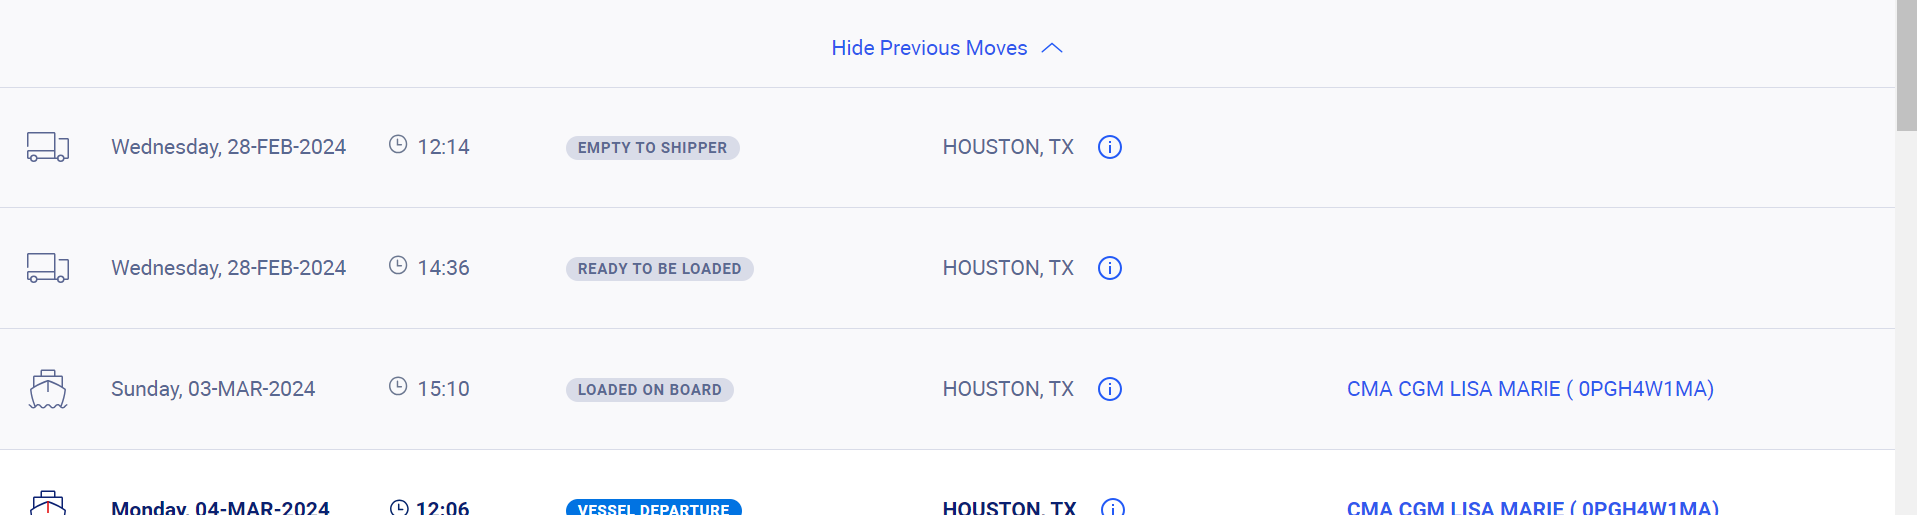 Hide Previous Moves
Wednesday, 28-FEB-2024 12:14 EMPTY TO SHIPPER HOUSTON, TX
Wednesday, 28-FEB-2024 14:36 READY TO BE LOADED HOUSTON, TX
Sunday, 03-MAR-2024 15:10 LOADED ON BOARD HOUSTON, TX CMA CGM LISA MARIE ( 0PGH4W1MA)
Monday, 04-MAR-2024 12:06 VESSEL DEPARTURE HOUSTON, TX CMA CGM LISA MARIE ( 0PGH4W1MA)